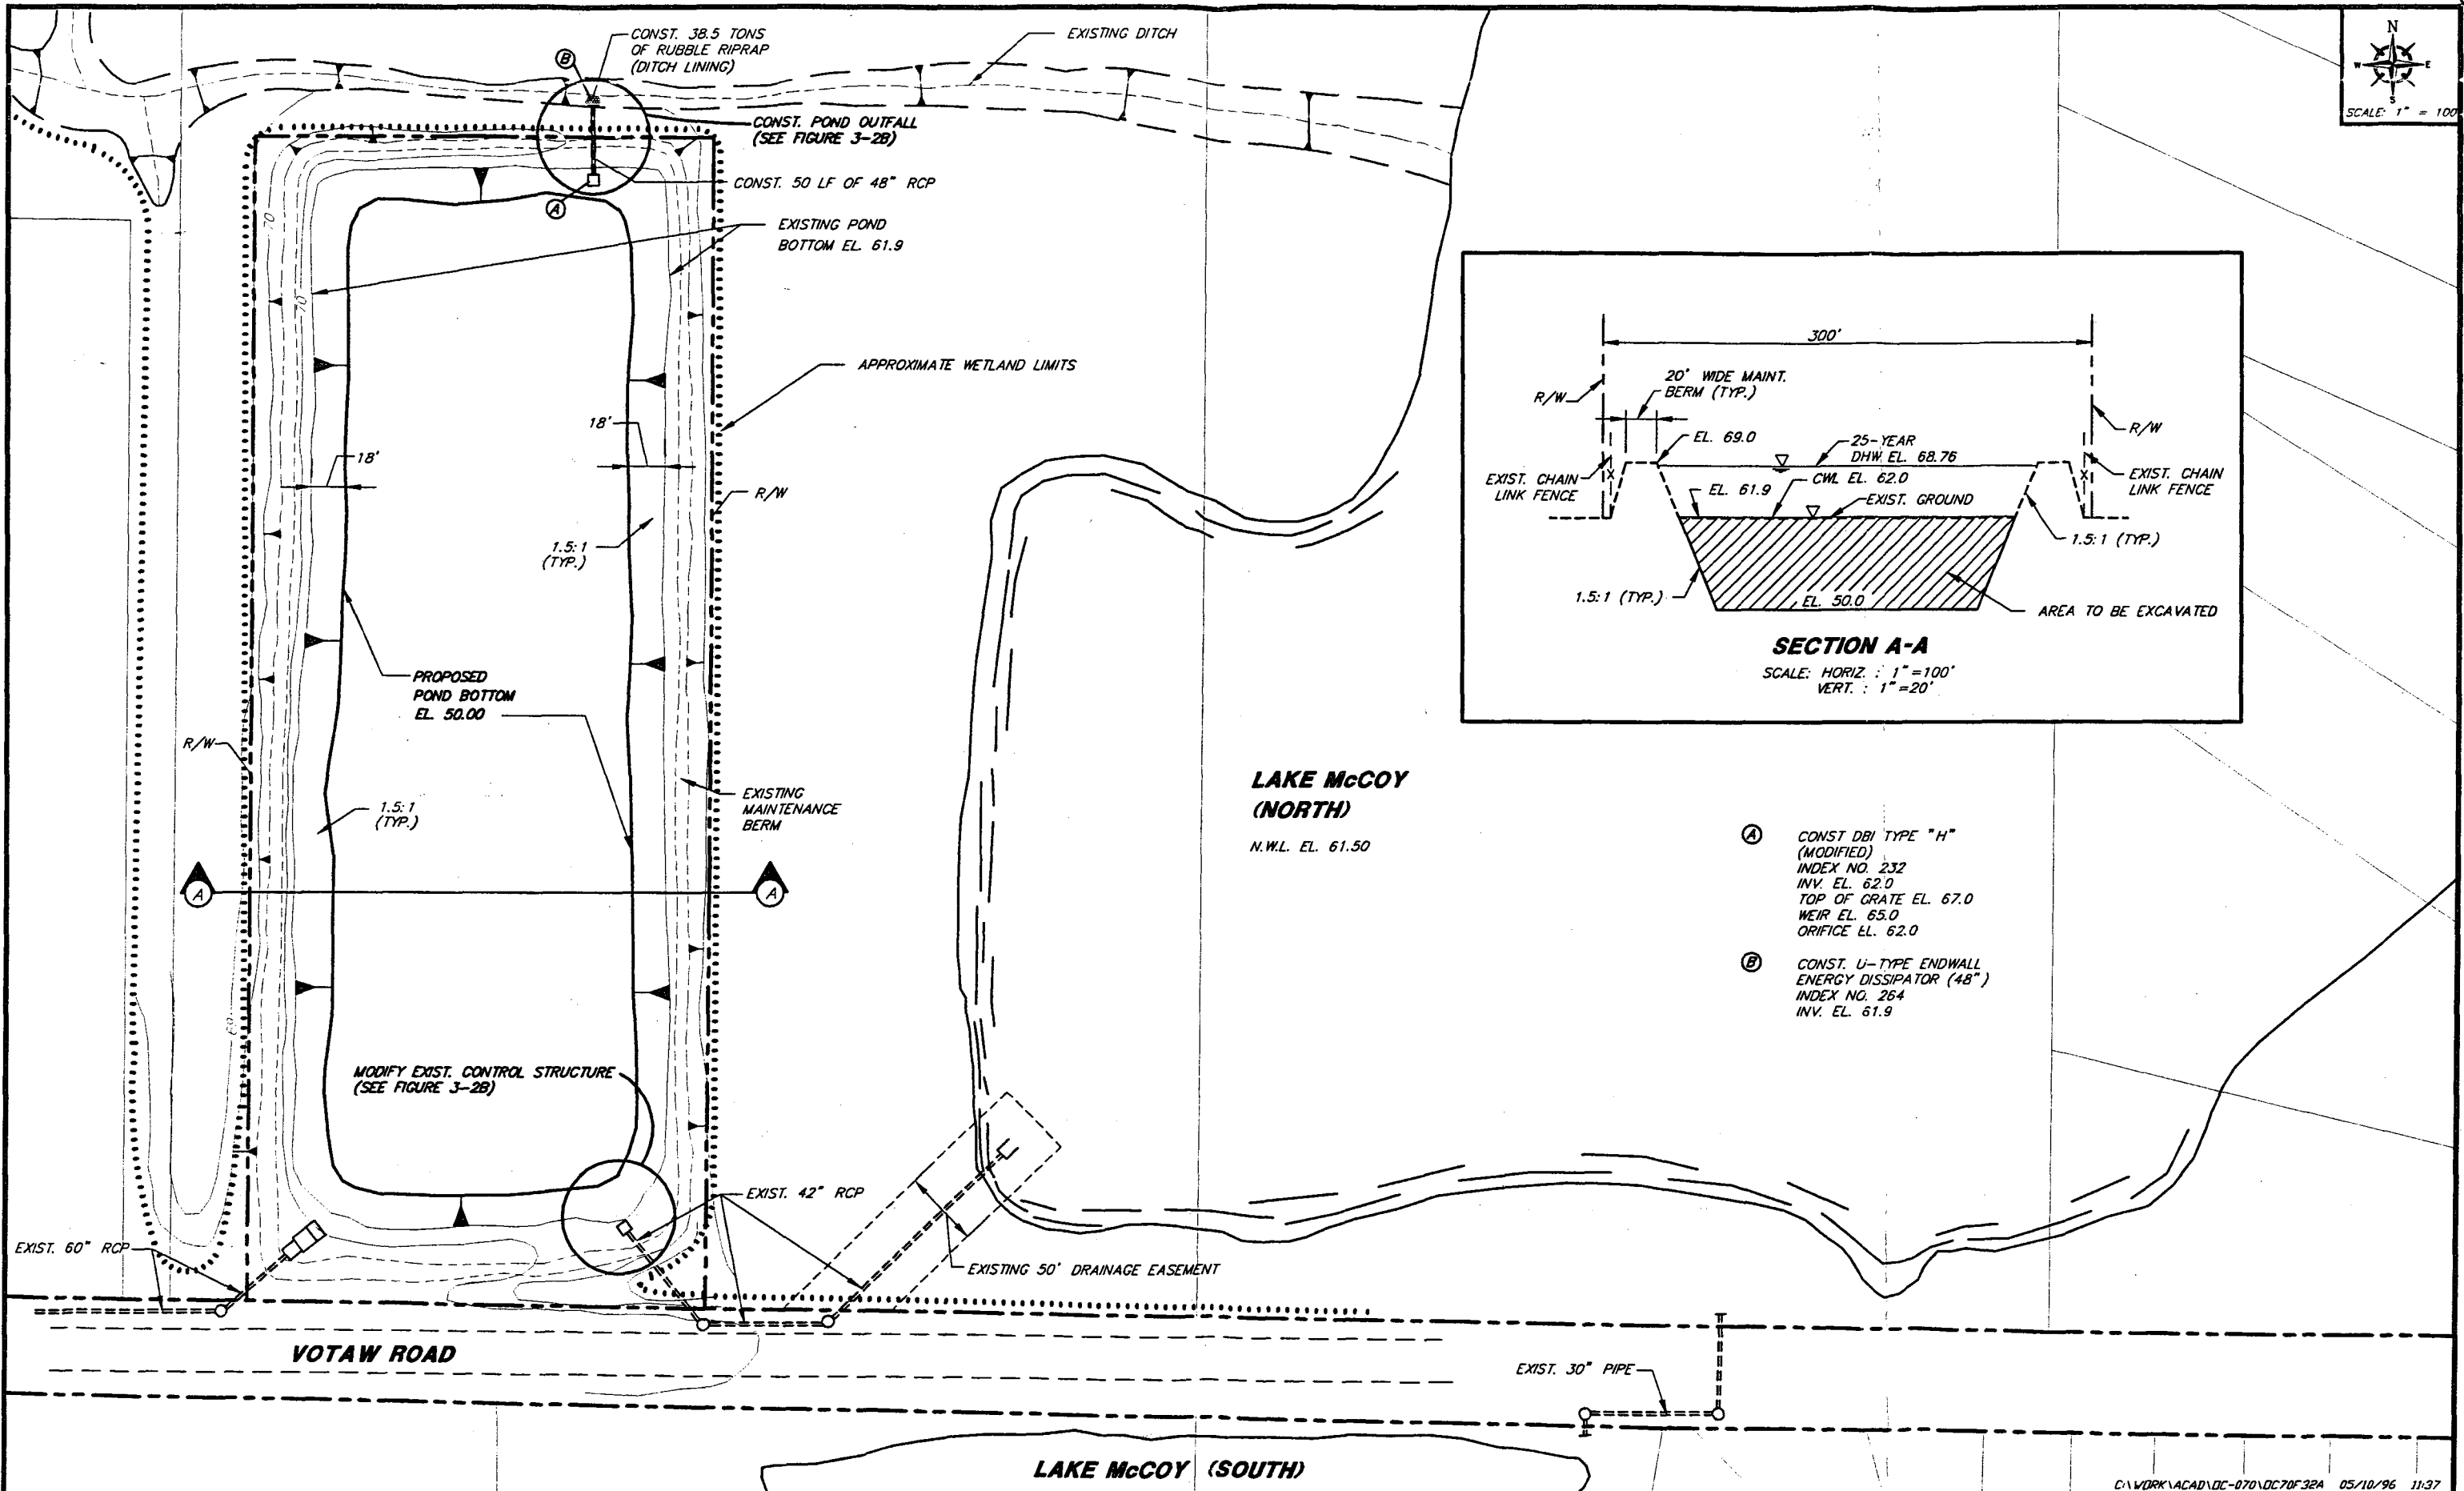 CONST. 38.5 TONS
OF RUBBLE RIPRAP
(DITCH LINING)
B
EXISTING DITCH
N
W
E
S
SCALE: 1" = 100'
CONST. POND OUTFALL
(SEE FIGURE 3-2B)
CONST. 50 LF OF 48" RCP
A
EXISTING POND
BOTTOM EL. 61.9
70
70
APPROXIMATE WETLAND LIMITS
18'
18'
R/W
1.5:1
(TYP.)
PROPOSED
POND BOTTOM
EL. 50.00
R/W
1.5:1
(TYP.)
EXISTING
MAINTENANCE
BERM
A
A
MODIFY EXIST. CONTROL STRUCTURE
(SEE FIGURE 3-2B)
EXIST. 42" RCP
EXIST. 60" RCP
EXISTING 50' DRAINAGE EASEMENT
VOTAW ROAD
EXIST. 30" PIPE
LAKE McCOY (SOUTH)
LAKE McCOY
(NORTH)
N.W.L. EL. 61.50
300'
R/W
20' WIDE MAINT.
BERM (TYP.)
EL. 69.0
25-YEAR
DHW EL. 68.76
R/W
EXIST. CHAIN
LINK FENCE
X
EL. 61.9
CWL EL. 62.0
EXIST. GROUND
X
EXIST. CHAIN
LINK FENCE
1.5:1 (TYP.)
1.5:1 (TYP.)
EL. 50.0
AREA TO BE EXCAVATED
SECTION A-A
SCALE: HORIZ. : 1"=100'
VERT. : 1"=20'
A
CONST DBI TYPE "H"
(MODIFIED)
INDEX NO. 232
INV. EL. 62.0
TOP OF GRATE EL. 67.0
WEIR EL. 65.0
ORIFICE EL. 62.0
B
CONST. U-TYPE ENDWALL
ENERGY DISSIPATOR (48")
INDEX NO. 264
INV. EL. 61.9
C:\WORK\ACAD\OC-070\OC70F32A 05/10/96 11:37